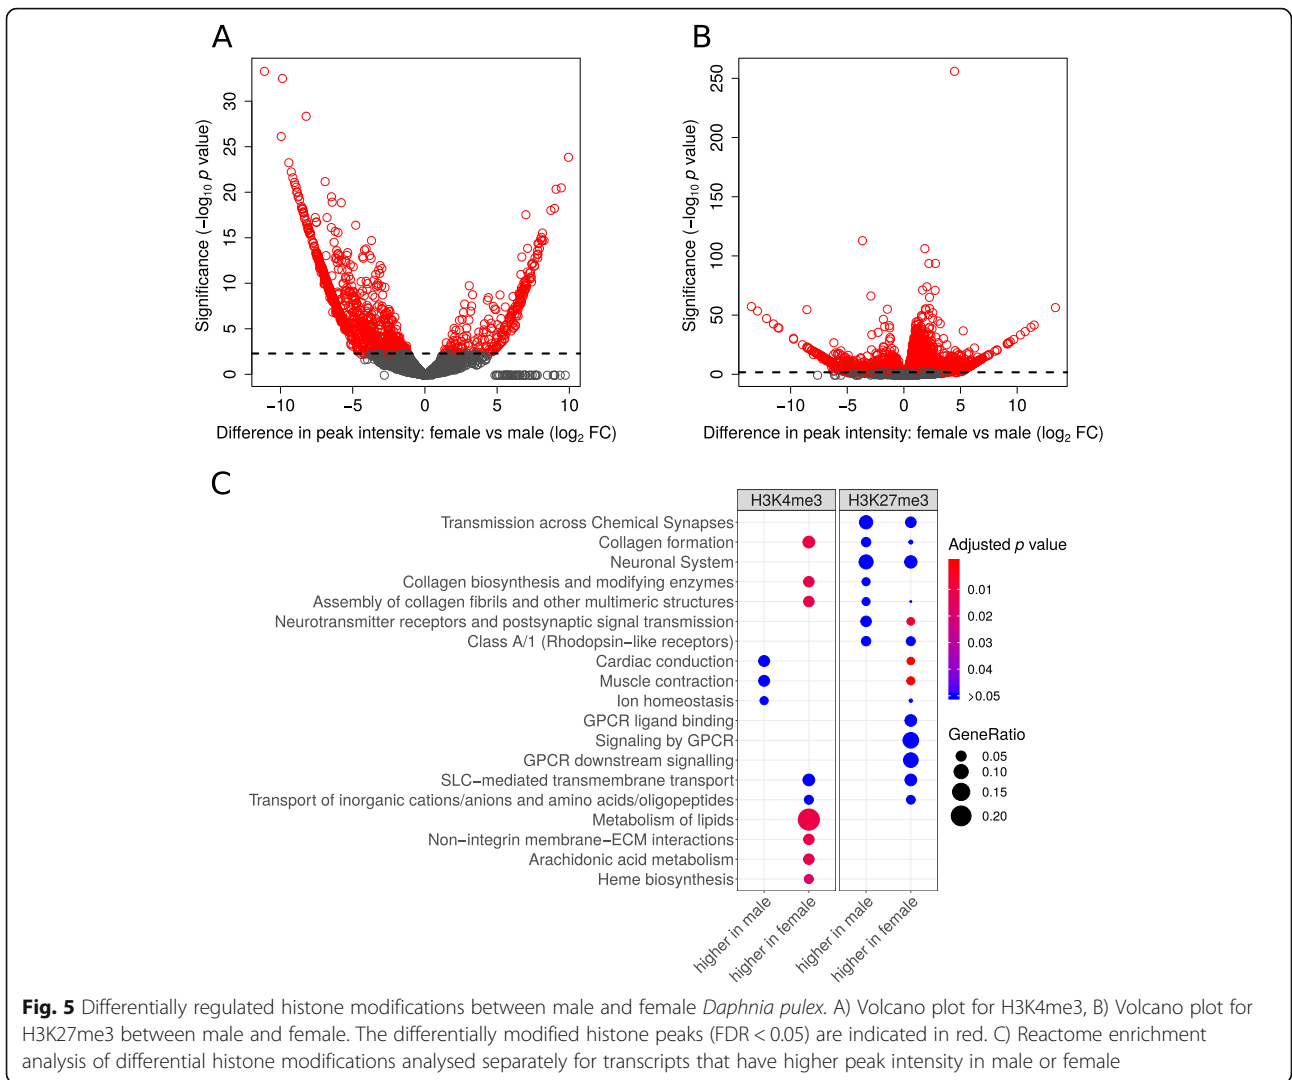 A
B
Significance (−log10 p value)
30
25
20
15
10
5
0
−10 −5 0 5 10
Difference in peak intensity: female vs male (log2 FC)
Significance (−log10 p value)
250
200
150
100
50
0
−10 −5 0 5 10
Difference in peak intensity: female vs male (log2 FC)
C
H3K4me3 H3K27me3
Transmission across Chemical Synapses
Collagen formation
Neuronal System
Collagen biosynthesis and modifying enzymes
Assembly of collagen fibrils and other multimeric structures
Neurotransmitter receptors and postsynaptic signal transmission
Class A/1 (Rhodopsin−like receptors)
Cardiac conduction
Muscle contraction
Ion homeostasis
GPCR ligand binding
Signaling by GPCR
GPCR downstream signalling
SLC−mediated transmembrane transport
Transport of inorganic cations/anions and amino acids/oligopeptides
Metabolism of lipids
Non−integrin membrane−ECM interactions
Arachidonic acid metabolism
Heme biosynthesis
higher in male
higher in female
higher in male
higher in female
Adjusted p value
0.01
0.02
0.03
0.04
>0.05
GeneRatio
0.05
0.10
0.15
0.20
Fig. 5 Differentially regulated histone modifications between male and female Daphnia pulex. A) Volcano plot for H3K4me3, B) Volcano plot for
H3K27me3 between male and female. The differentially modified histone peaks (FDR < 0.05) are indicated in red. C) Reactome enrichment
analysis of differential histone modifications analysed separately for transcripts that have higher peak intensity in male or female